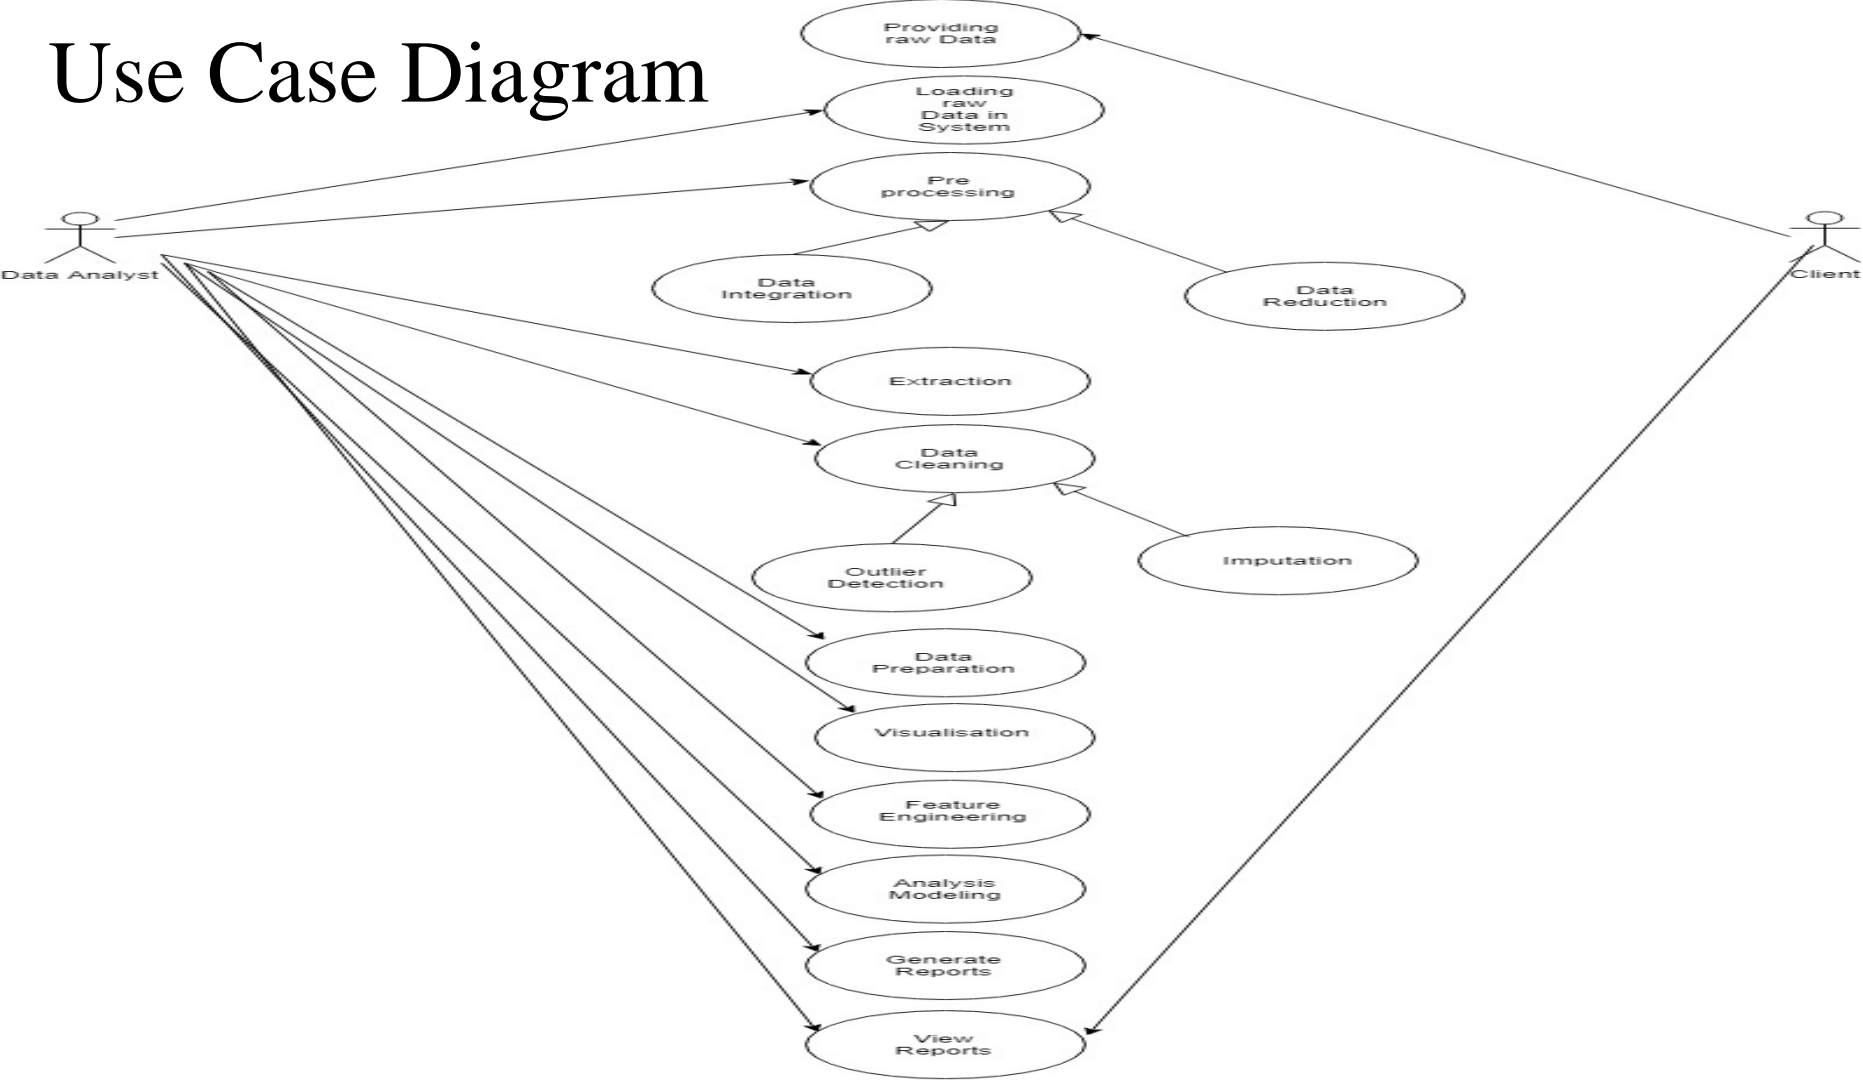 Use Case Diagram
Providing
raw Data
Loading
raw
Data in
System
Pre
processing
Data Analyst
Client
Data
Integration
Data
Reduction
Extraction
Data
Cleaning
Outlier
Detection
Imputation
Data
Preparation
Visualisation
Feature
Engineering
Analysis
Modeling
Generate
Reports
View
Reports